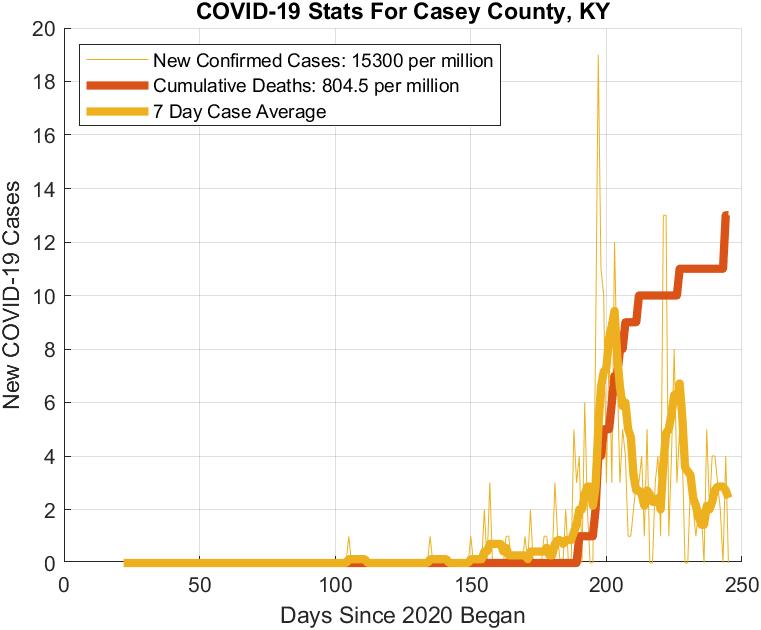 COVID-19 Stats For Casey County, KY
New Confirmed Cases: 15300 per million
Cumulative Deaths: 804.5 per million
7 Day Case Average
New COVID-19 Cases
20
18
16
14
12
10
8
6
4
2
0
0 50 100 150 200 250
Days Since 2020 Began